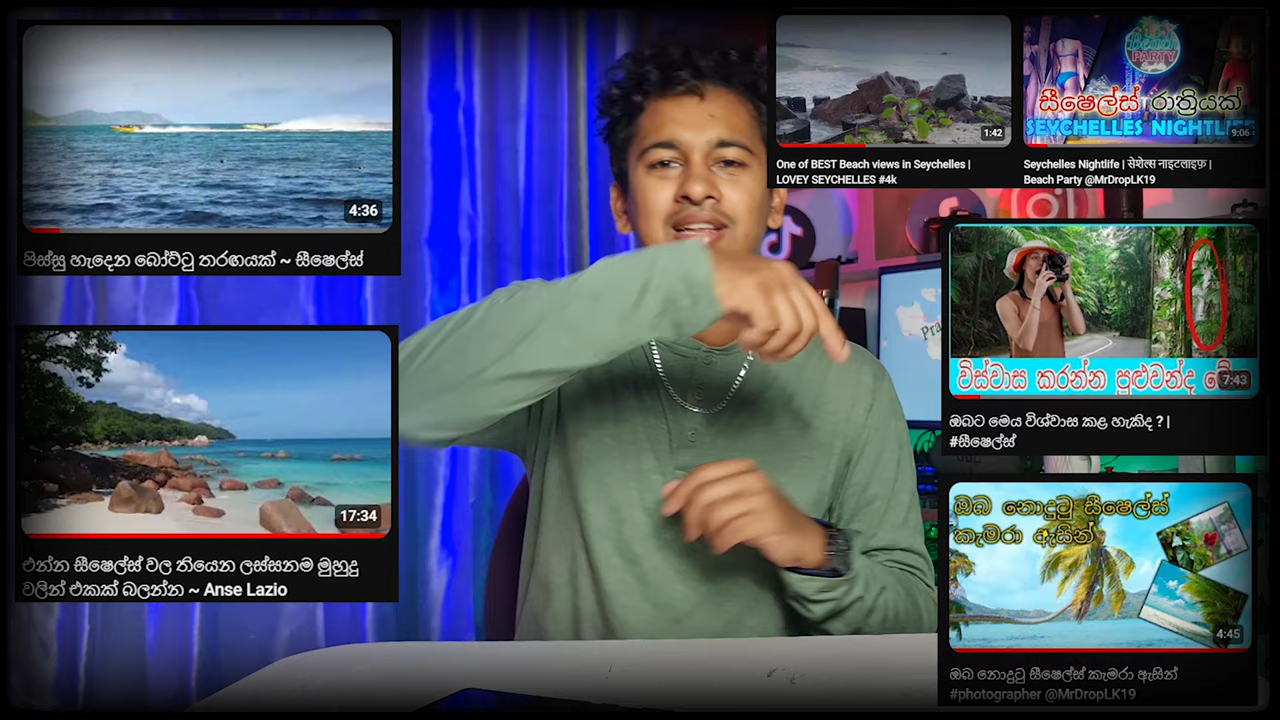 4:36
පිස්සු හැදෙන බෝට්ටු තරඟයක් ~ සීෂෙල්ස්
17:34
එන්න සීෂෙල්ස් වල තියෙන ලස්සනම මුහුදු
වලින් එකක් බලන්න ~ Anse Lazio
1:42
One of BEST Beach views in Seychelles |
LOVEY SEYCHELLES #4k
BEACH
PARTY
සීෂෙල්ස් රාත්‍රියක්
SEYCHELLES
9:06
Seychelles Nightlife | सेशेल्स नाइटलाइफ़ |
Beach Party @MrDropLK19
විස්වාස කරන්න පුළුවන්ද
7:43
ඔබට මෙය විශ්වාස කළ හැකිද ? |
#සීෂෙල්ස්
ඔබ නොදුටු සීෂෙල්ස්
කැමරා ඇසින්
4:45
ඔබ නොදුටු සීෂෙල්ස් කැමරා ඇසින්
#photographer @MrDropLK19